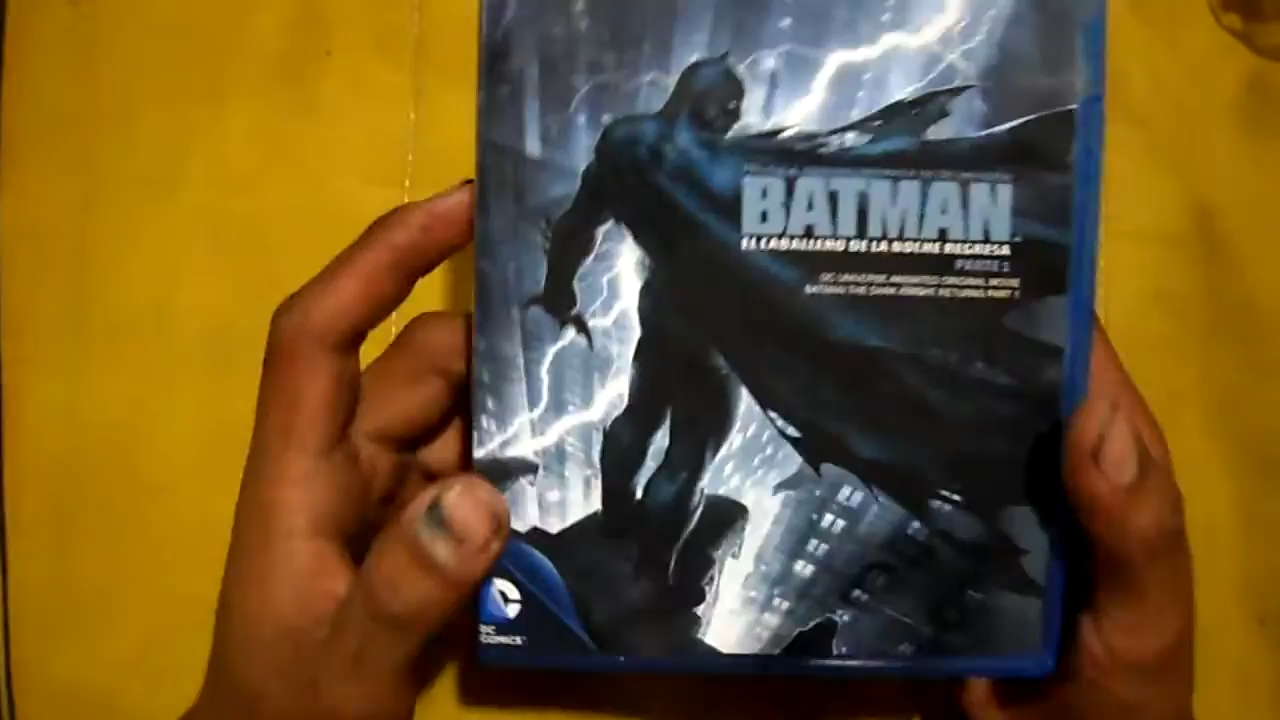 BATMAN
EL CABALLERO DE LA NOCHE REGRESA
PARTE 1
DC UNIVERSE ANIMATED ORIGINAL MOVIE
BATMAN: THE DARK KNIGHT RETURNS, PART 1
DC
COMICS